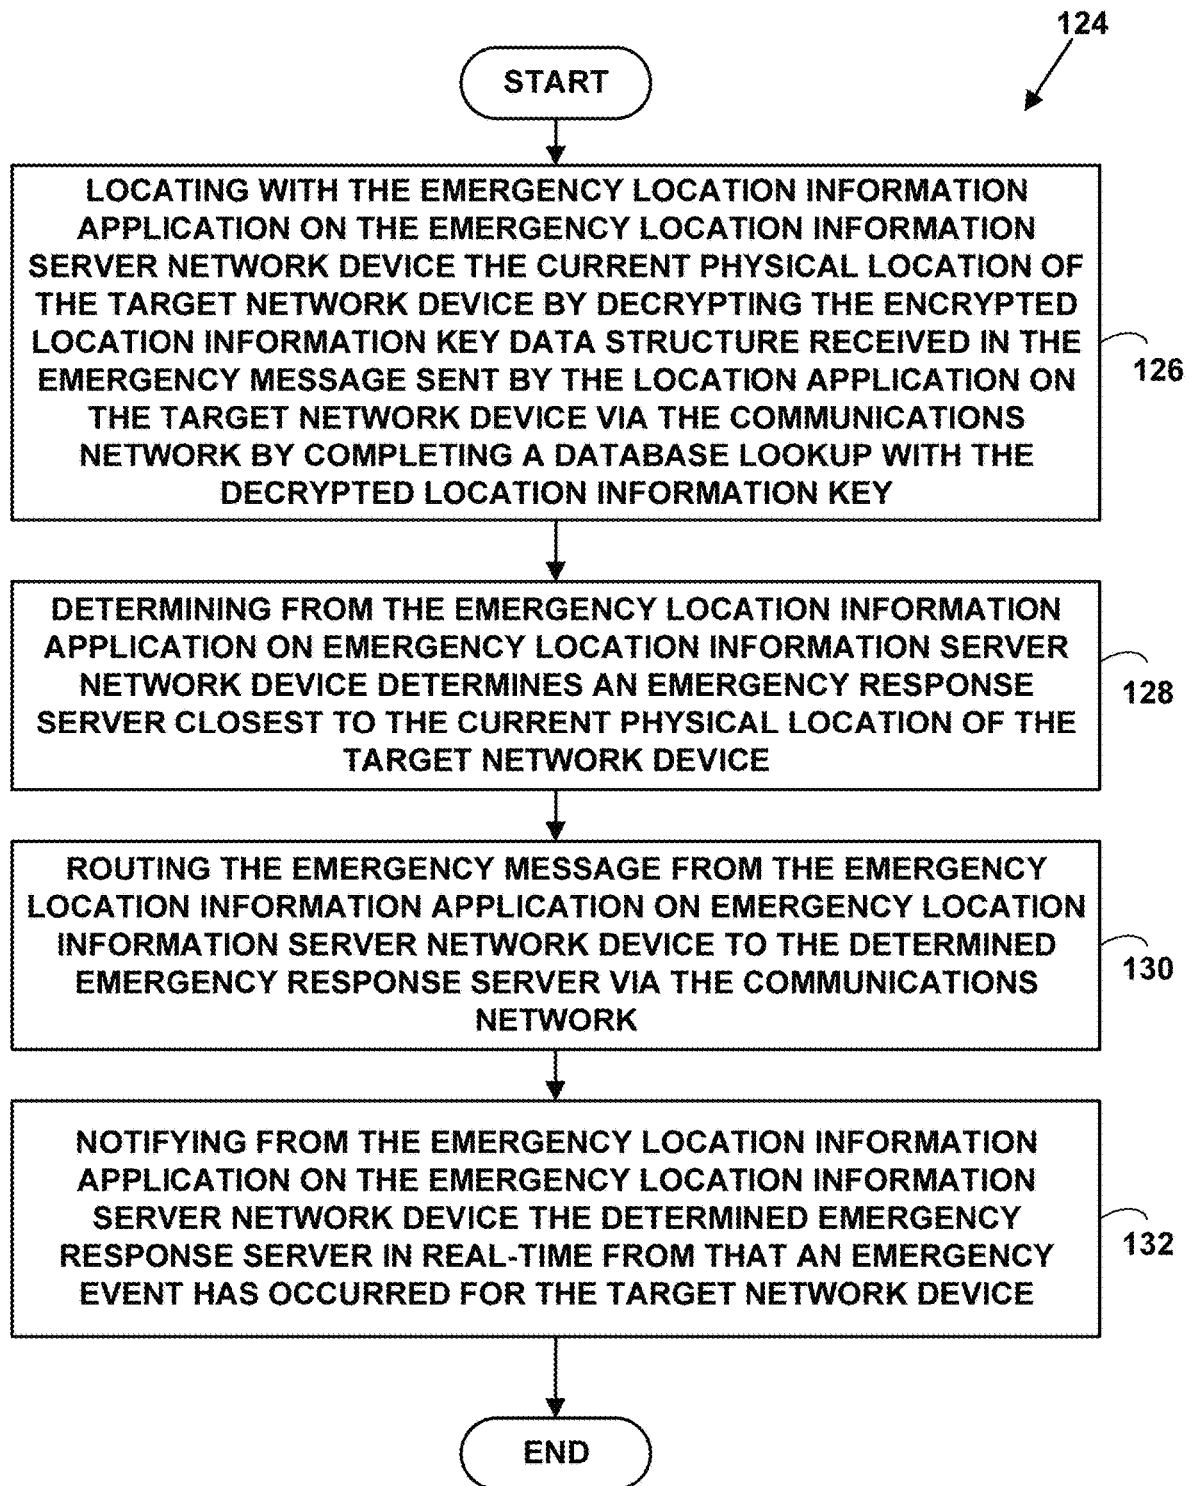 124
START
LOCATING WITH THE EMERGENCY LOCATION INFORMATION
APPLICATION ON THE EMERGENCY LOCATION INFORMATION
SERVER NETWORK DEVICE THE CURRENT PHYSICAL LOCATION OF
THE TARGET NETWORK DEVICE BY DECRYPTING THE ENCRYPTED
LOCATION INFORMATION KEY DATA STRUCTURE RECEIVED IN THE
EMERGENCY MESSAGE SENT BY THE LOCATION APPLICATION ON
THE TARGET NETWORK DEVICE VIA THE COMMUNICATIONS
NETWORK BY COMPLETING A DATABASE LOOKUP WITH THE
DECRYPTED LOCATION INFORMATION KEY
126
DETERMINING FROM THE EMERGENCY LOCATION INFORMATION
APPLICATION ON EMERGENCY LOCATION INFORMATION SERVER
NETWORK DEVICE DETERMINES AN EMERGENCY RESPONSE
SERVER CLOSEST TO THE CURRENT PHYSICAL LOCATION OF THE
TARGET NETWORK DEVICE
128
ROUTING THE EMERGENCY MESSAGE FROM THE EMERGENCY
LOCATION INFORMATION APPLICATION ON EMERGENCY LOCATION
INFORMATION SERVER NETWORK DEVICE TO THE DETERMINED
EMERGENCY RESPONSE SERVER VIA THE COMMUNICATIONS
NETWORK
130
NOTIFYING FROM THE EMERGENCY LOCATION INFORMATION
APPLICATION ON THE EMERGENCY LOCATION INFORMATION
SERVER NETWORK DEVICE THE DETERMINED EMERGENCY
RESPONSE SERVER IN REAL-TIME FROM THAT AN EMERGENCY
EVENT HAS OCCURRED FOR THE TARGET NETWORK DEVICE
132
END